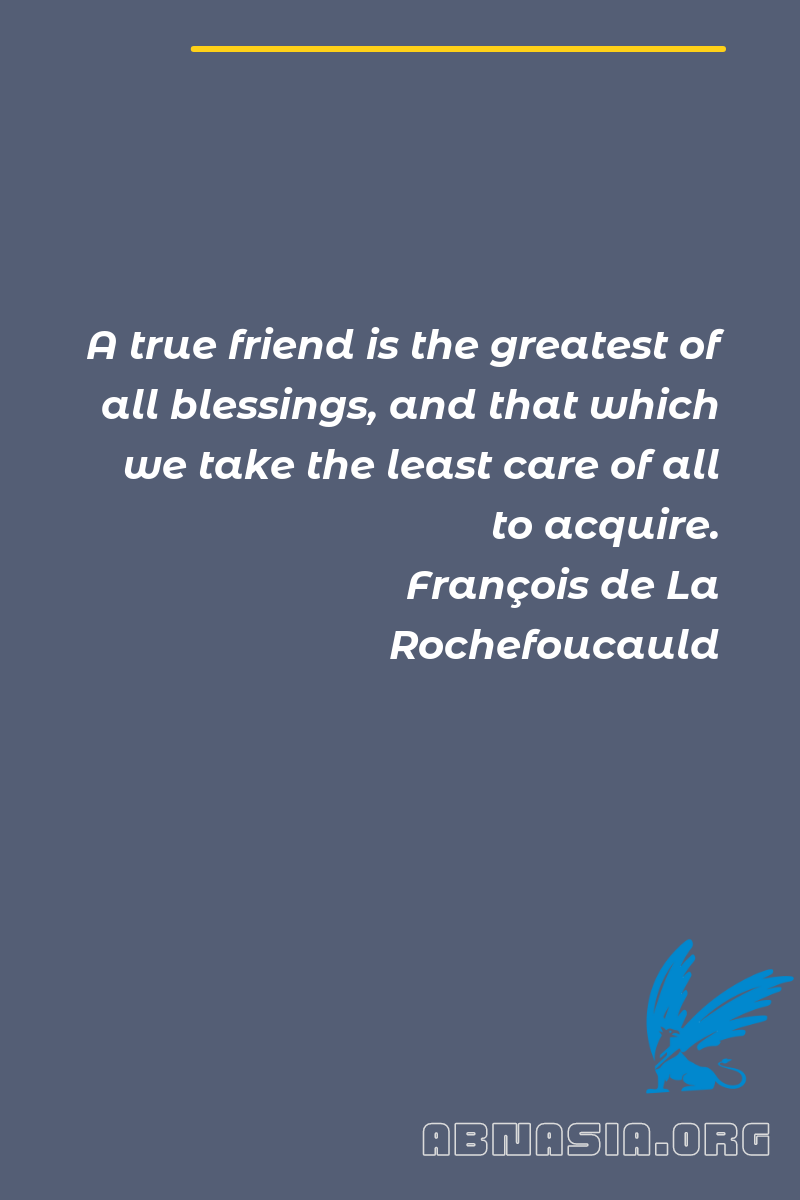 A true friend is the greatest of
all blessings, and that which
we take the least care of all
to acquire.
François de La
Rochefoucauld
ABNASIA.ORG